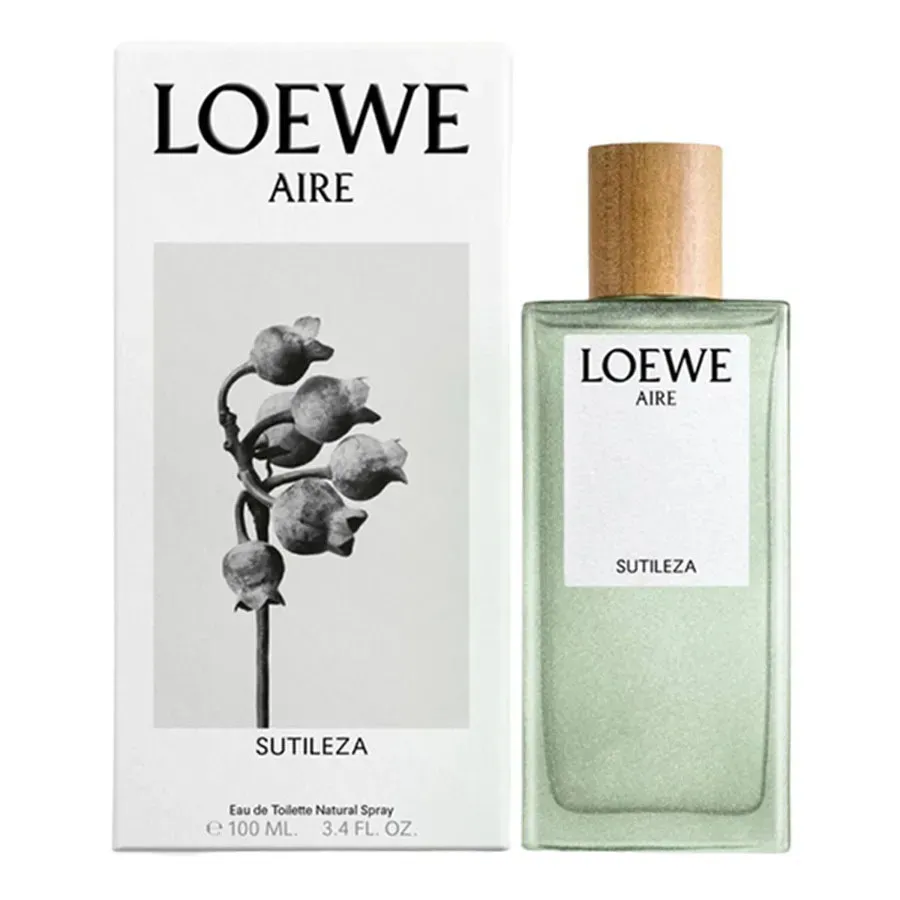 LOEWE
AIRE
SUTILEZA
Eau de Toilette Natural Spray
℮ 100 ML. 3.4 FL. OZ.
LOEWE
AIRE
SUTILEZA